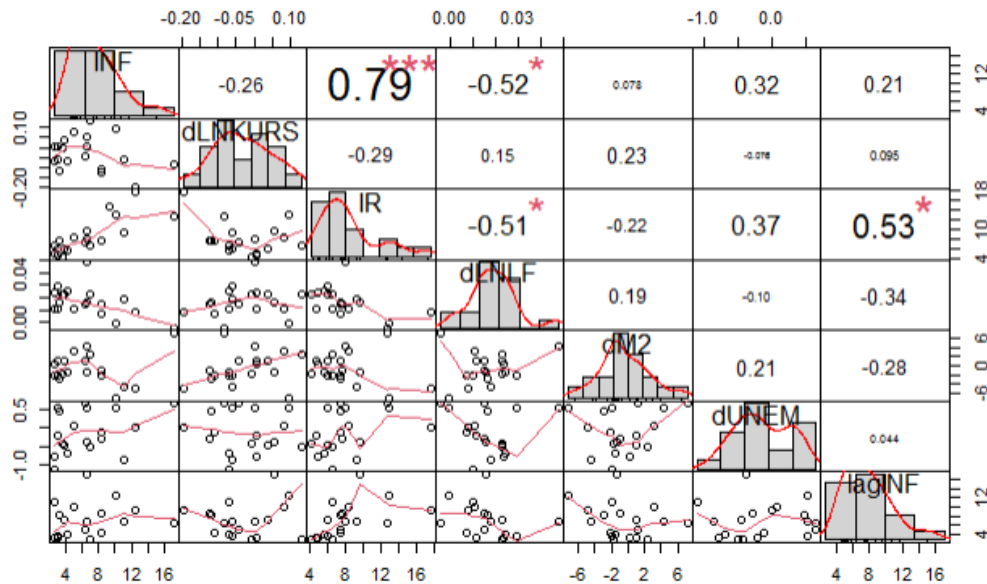 -0.20 -0.05 0.10 0.00 0.03 -1.0 0.0
INF -0.26 0.79 *** -0.52 * 0.078 0.32 0.21 4 12
-0.20 0.10 dLNKURS -0.29 0.15 0.23 -0.076 0.095
IR -0.51 * -0.22 0.37 0.53 * 4 10 18
0.00 0.04 dLNLF 0.19 -0.10 -0.34
dM2 0.21 -0.28 -6 0 6
-1.0 0.5 dUNEM 0.044
lagINF 4 12
4 8 12 16 4 8 12 16 -6 -2 2 6 4 8 12 16